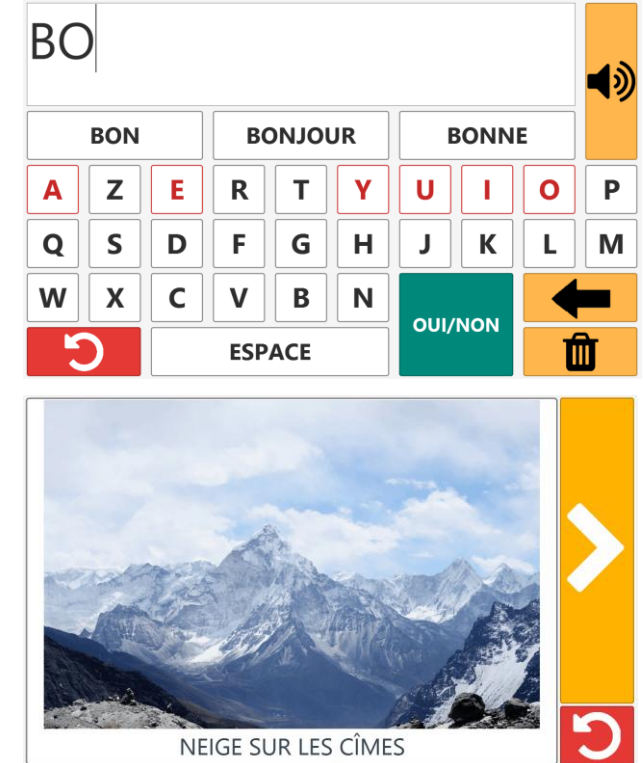 BO
BON BONJOUR BONNE
A Z E R T Y U I O P
Q S D F G H J K L M
W X C V B N
OUI/NON
ESPACE
NEIGE SUR LES CÎMES